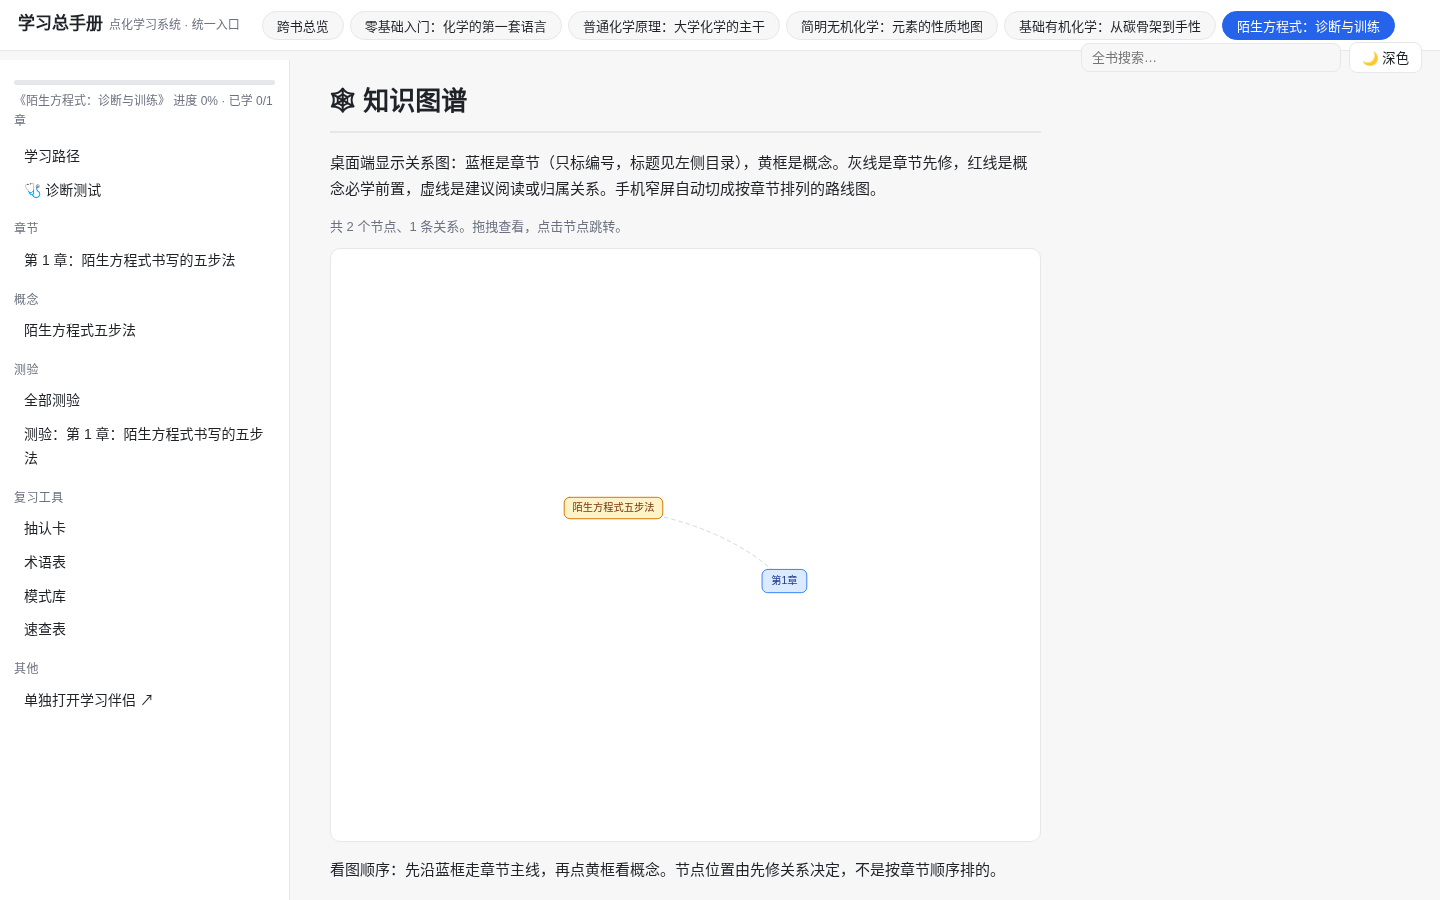 学习总手册 点化学习系统 · 统一入口
跨书总览
零基础入门：化学的第一套语言
普通化学原理：大学化学的主干
简明无机化学：元素的性质地图
基础有机化学：从碳骨架到手性
陌生方程式：诊断与训练
全书搜索…
🌙 深色
《陌生方程式：诊断与训练》 进度 0% · 已学 0/1
章
学习路径
🩺 诊断测试
章节
第 1 章：陌生方程式书写的五步法
概念
陌生方程式五步法
测验
全部测验
测验：第 1 章：陌生方程式书写的五步
法
复习工具
抽认卡
术语表
模式库
速查表
其他
单独打开学习伴侣 ↗
🕸 知识图谱
桌面端显示关系图：蓝框是章节（只标编号，标题见左侧目录），黄框是概念。灰线是章节先修，红线是概
念必学前置，虚线是建议阅读或归属关系。手机窄屏自动切成按章节排列的路线图。
共 2 个节点、1 条关系。拖拽查看，点击节点跳转。
陌生方程式五步法
第1章
看图顺序：先沿蓝框走章节主线，再点黄框看概念。节点位置由先修关系决定，不是按章节顺序排的。